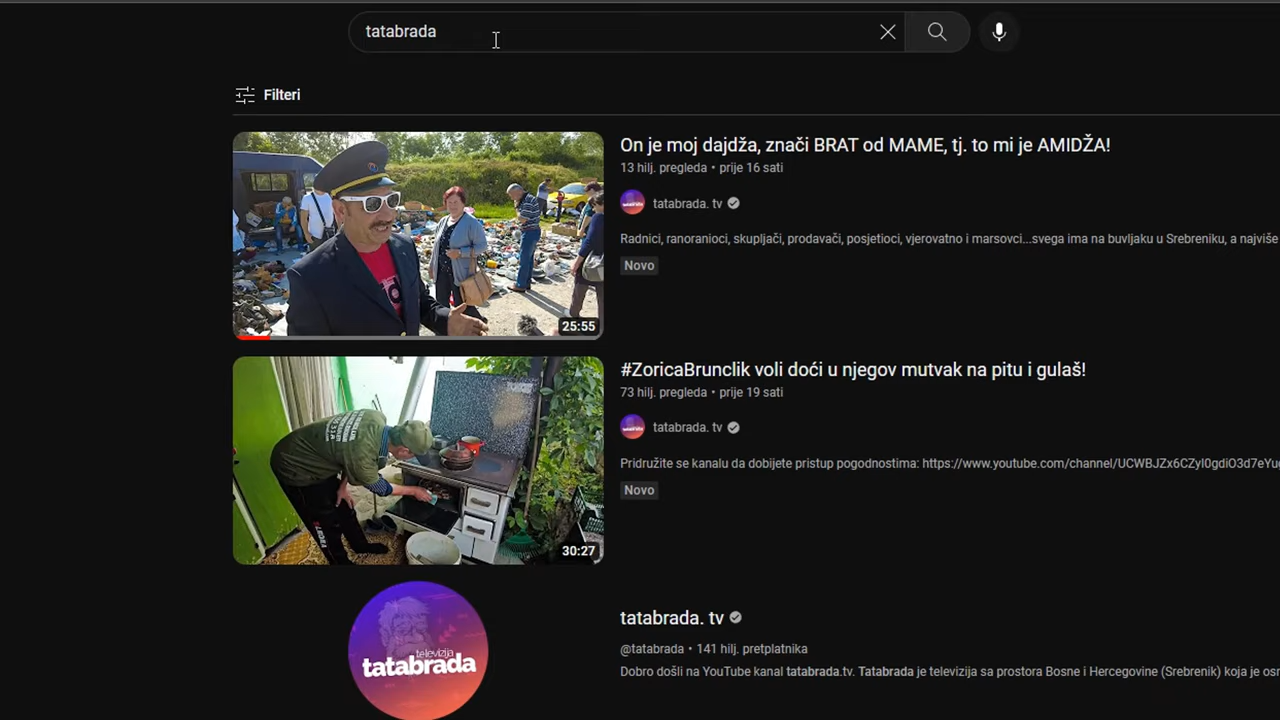 tatabrada
Filteri
25:55
On je moj dajdža, znači BRAT od MAME, tj. to mi je AMIDŽA!
13 hilj. pregleda • prije 16 sati
tatabrada. tv
Radnici, ranoranioci, skupljači, prodavači, posjetioci, vjerovatno i marsovci...svega ima na buvljaku u Srebreniku, a najviše
Novo
30:27
#ZoricaBrunclik voli doći u njegov mutvak na pitu i gulaš!
73 hilj. pregleda • prije 19 sati
tatabrada. tv
Pridružite se kanalu da dobijete pristup pogodnostima: https://www.youtube.com/channel/UCWBJZx6CZyI0gdiO3d7eYu
Novo
televizija
tatabrada
tatabrada. tv
@tatabrada • 141 hilj. pretplatnika
Dobro došli na YouTube kanal tatabrada.tv. Tatabrada je televizija sa prostora Bosne i Hercegovine (Srebrenik) koja je osn